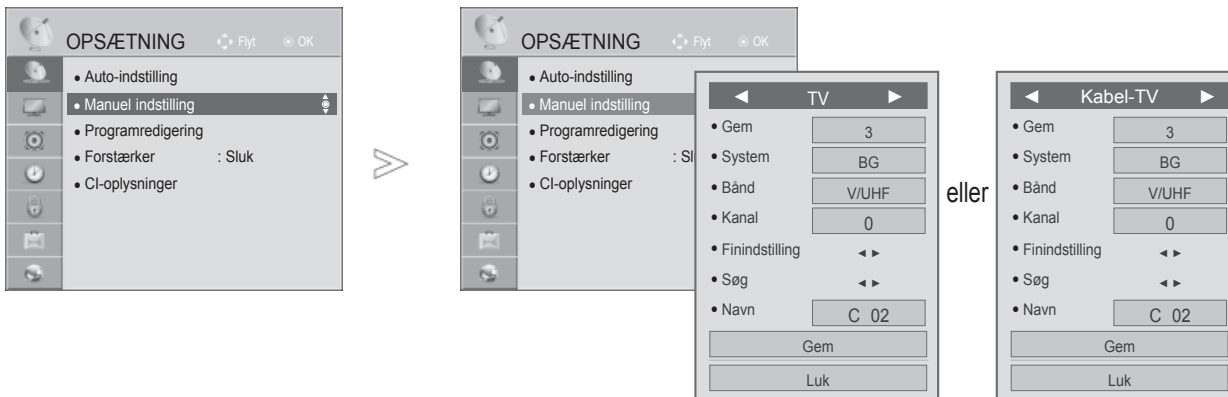 OPSÆTNING Flyt OK
• Auto-indstilling
• Manuel indstilling
• Programredigering
• Forstærker : Sluk
• CI-oplysninger
OPSÆTNING Flyt OK
• Auto-indstilling
• Manuel indstilling
• Programredigering
• Forstærker : Sl
• CI-oplysninger
◄ TV ►
• Gem 3
• System BG
• Bånd V/UHF
• Kanal 0
• Finindstilling ◄ ►
• Søg ◄ ►
• Navn C 02
Gem
Luk
eller
◄ Kabel-TV ►
• Gem 3
• System BG
• Bånd V/UHF
• Kanal 0
• Finindstilling ◄ ►
• Søg ◄ ►
• Navn C 02
Gem
Luk